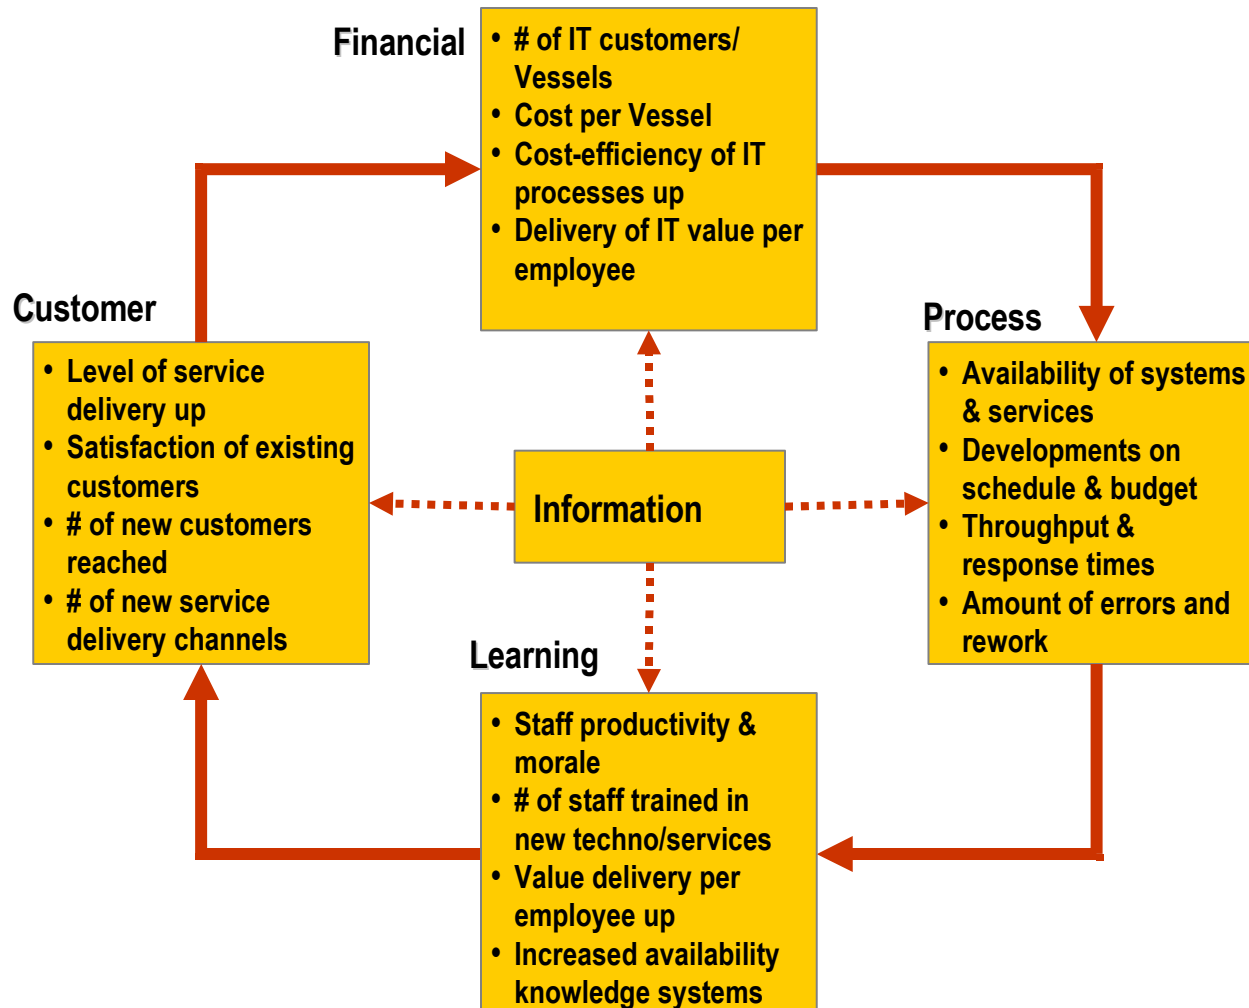 Financial
• # of IT customers/
Vessels
• Cost per Vessel
• Cost-efficiency of IT
processes up
• Delivery of IT value per
employee
Customer
• Level of service
delivery up
• Satisfaction of existing
customers
• # of new customers
reached
• # of new service
delivery channels
Information
Process
• Availability of systems
& services
• Developments on
schedule & budget
• Throughput &
response times
• Amount of errors and
rework
Learning
• Staff productivity &
morale
• # of staff trained in
new techno/services
• Value delivery per
employee up
• Increased availability
knowledge systems